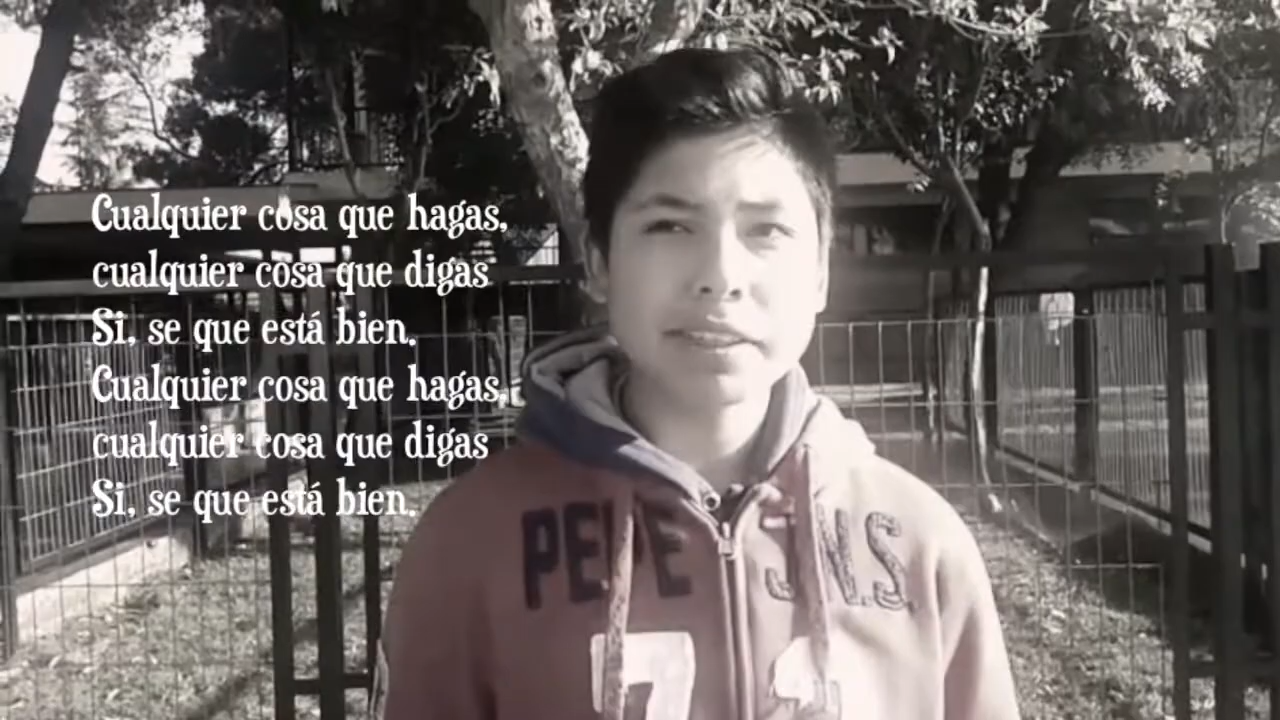 Cualquier cosa que hagas,
cualquier cosa que digas
Si, se que está bien.
Cualquier cosa que hagas,
cualquier cosa que digas
Si, se que está bien.
PEPE J.N.S.
7